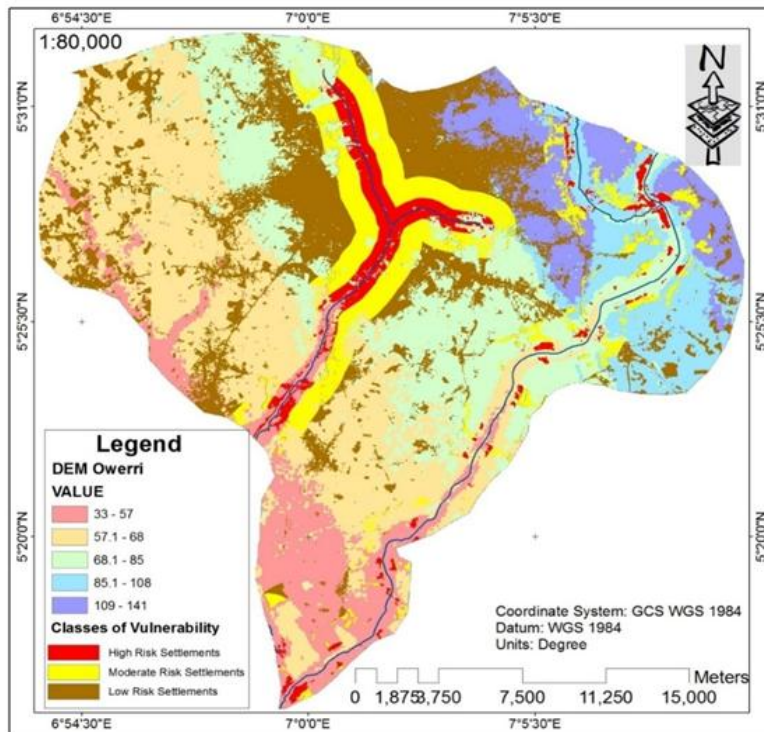 6°54'30"E 7°0'0"E 7°5'30"E
1:80,000
N
5°31'0"N
5°31'0"N
5°25'30"N
5°25'30"N
5°20'0"N
5°20'0"N
Legend
DEM Owerri
VALUE
33 - 57
57.1 - 68
68.1 - 85
85.1 - 108
109 - 141
Classes of Vulnerability
High Risk Settlements
Moderate Risk Settlements
Low Risk Settlements
Coordinate System: GCS WGS 1984
Datum: WGS 1984
Units: Degree
Meters
0 1,875 3,750 7,500 11,250 15,000
6°54'30"E 7°0'0"E 7°5'30"E